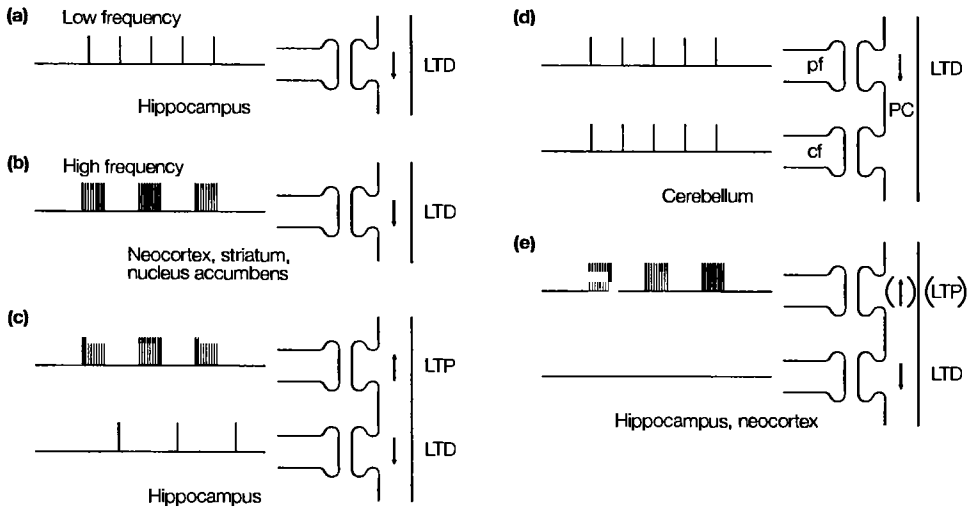 (a)
Low frequency
LTD
Hippocampus
(b)
High frequency
LTD
Neocortex, striatum,
nucleus accumbens
(c)
LTP
LTD
Hippocampus
(d)
pf
LTD
PC
cf
Cerebellum
(e)
(LTP)
LTD
Hippocampus, neocortex